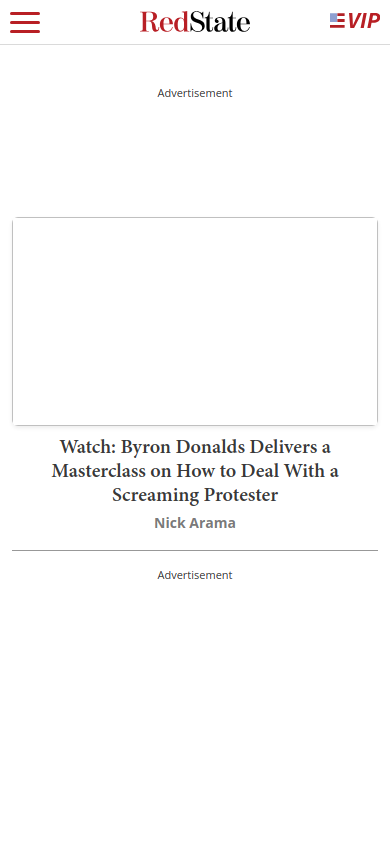 RedState
VIP
Advertisement
Watch: Byron Donalds Delivers a
Masterclass on How to Deal With a
Screaming Protester
Nick Arama
Advertisement